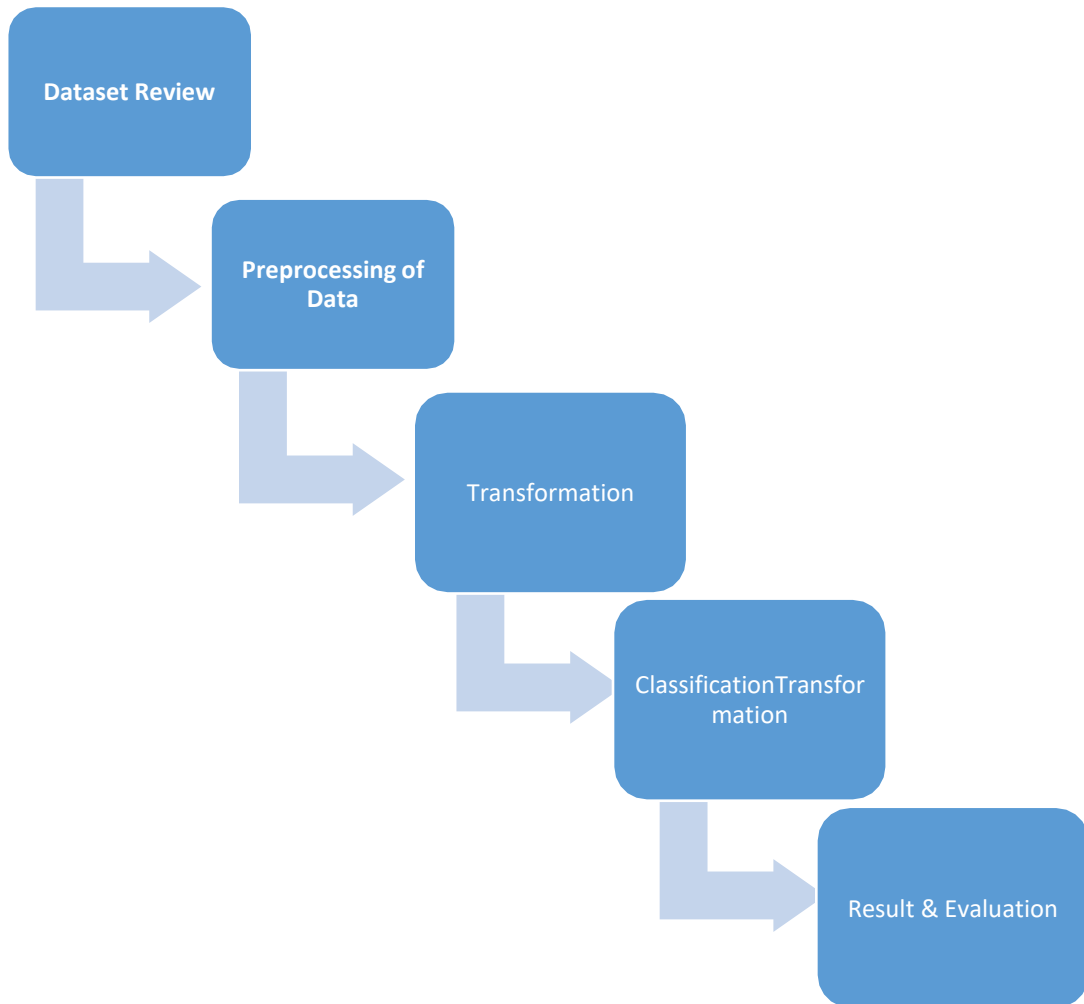 Dataset Review
Preprocessing of
Data
Transformation
ClassificationTransfor
mation
Result & Evaluation